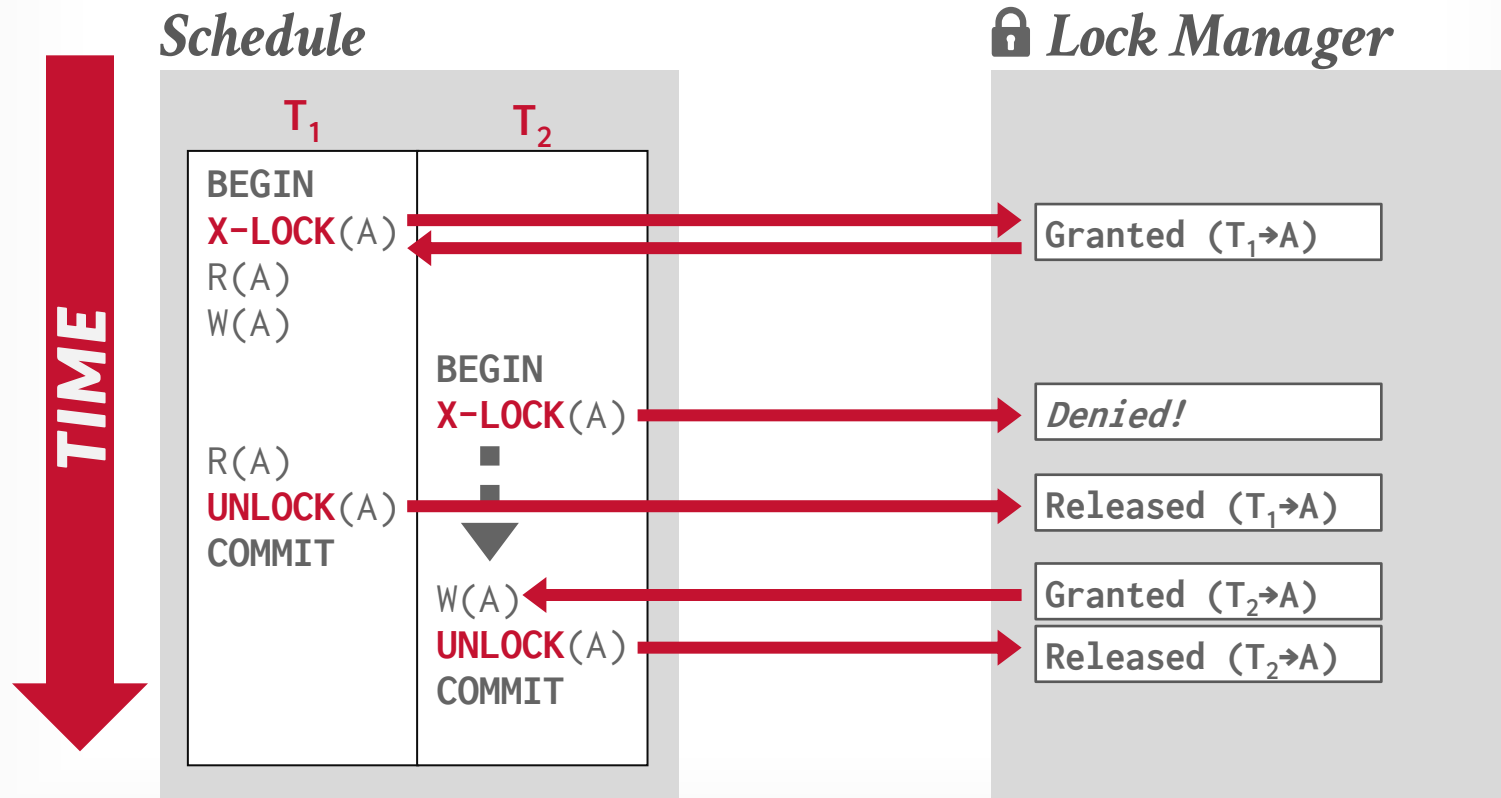 Schedule
Lock Manager
TIME
T₁
T₂
BEGIN
X-LOCK(A)
Granted (T₁→A)
R(A)
W(A)
BEGIN
X-LOCK(A)
Denied!
R(A)
UNLOCK(A)
Released (T₁→A)
COMMIT
W(A)
Granted (T₂→A)
UNLOCK(A)
Released (T₂→A)
COMMIT